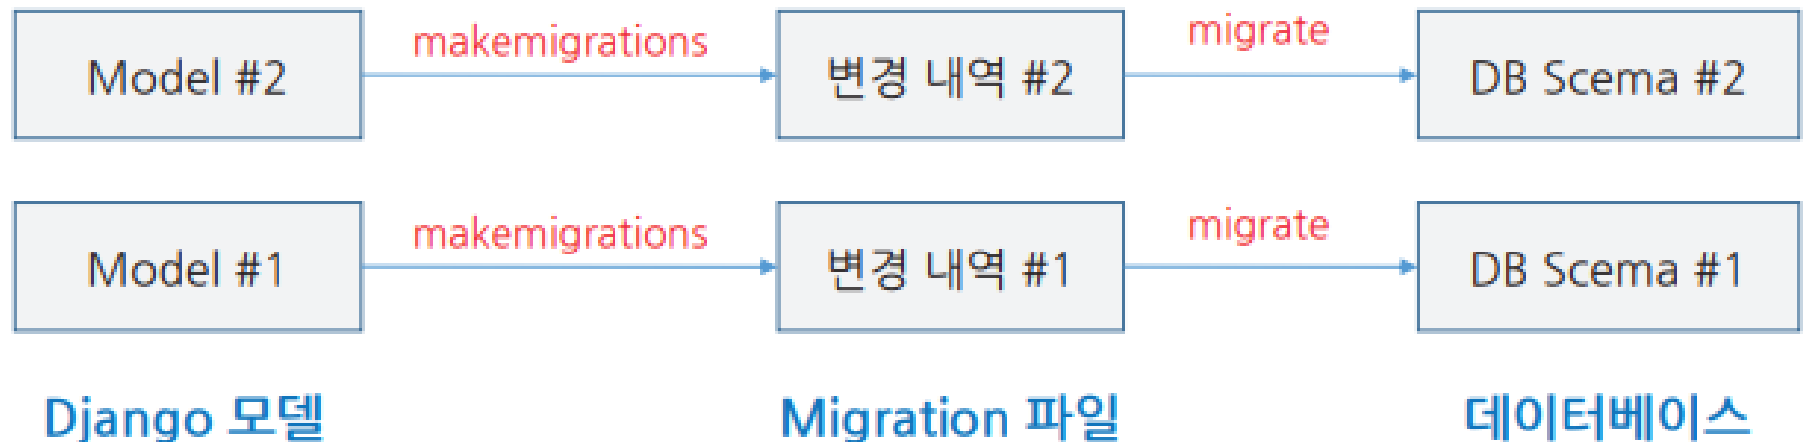 makemigrations
migrate
Model #2
변경 내역 #2
DB Scema #2
makemigrations
migrate
Model #1
변경 내역 #1
DB Scema #1
Django 모델
Migration 파일
데이터베이스